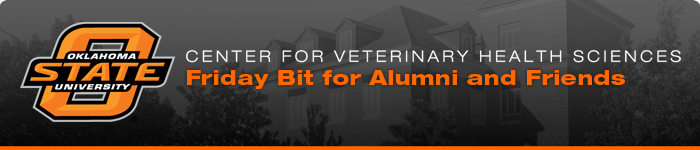 OKLAHOMA
STATE
UNIVERSITY
CENTER FOR VETERINARY HEALTH SCIENCES
Friday Bit for Alumni and Friends